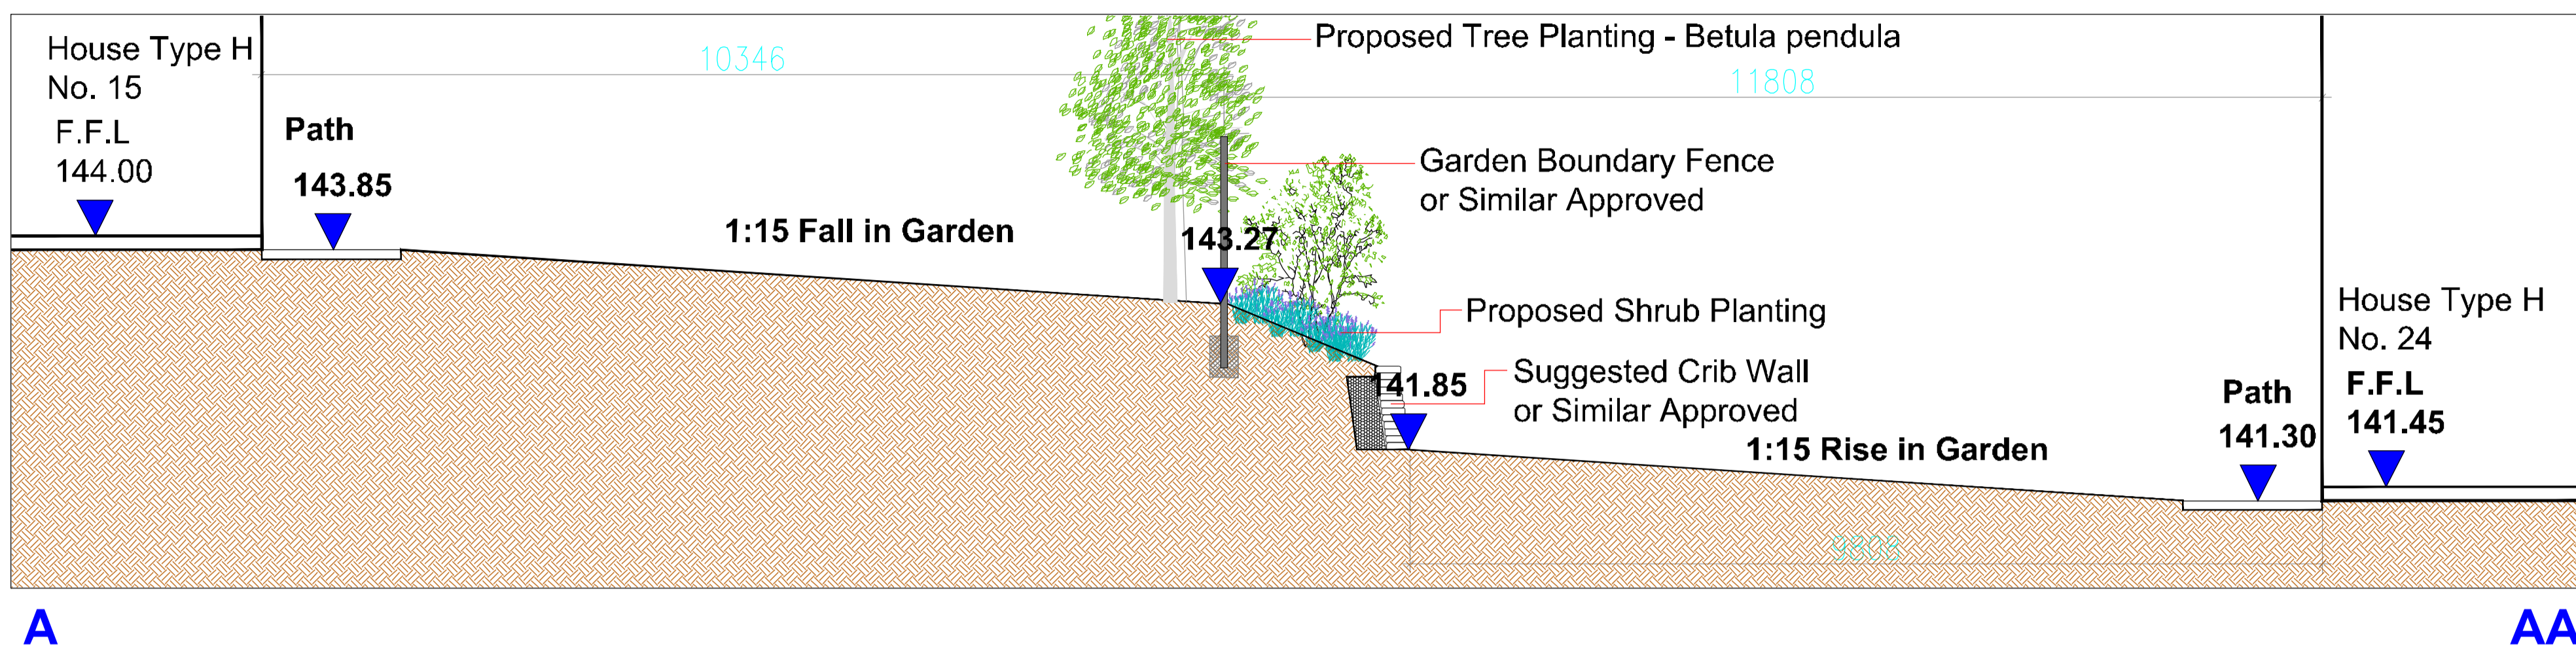 House Type H
No. 15
F.F.L
144.00
Path
143.85
10346
1:15 Fall in Garden
Proposed Tree Planting - Betula pendula
11808
Garden Boundary Fence
or Similar Approved
143.27
Proposed Shrub Planting
Suggested Crib Wall
or Similar Approved
141.85
1:15 Rise in Garden
Path
141.30
House Type H
No. 24
F.F.L
141.45
9808
A
AA